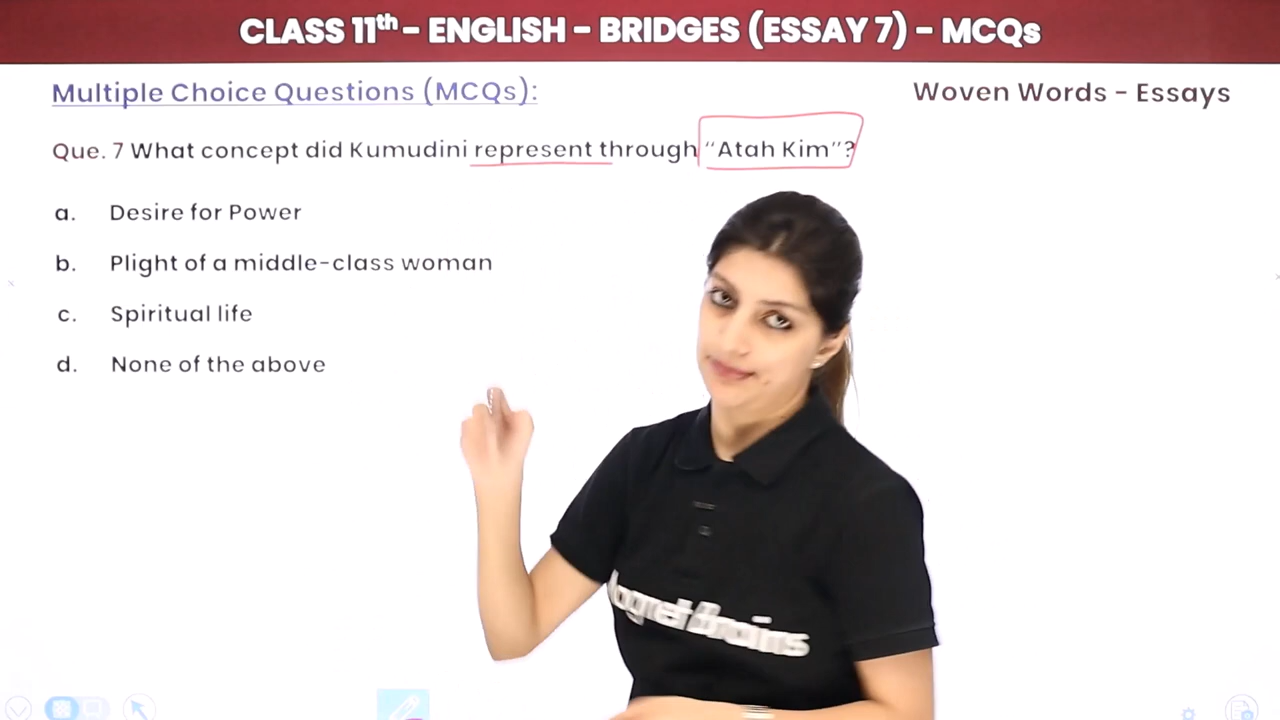 CLASS 11th – ENGLISH – BRIDGES (ESSAY 7) – MCQs
Multiple Choice Questions (MCQs):
Woven Words – Essays
Que. 7 What concept did Kumudini represent through “Atah Kim”?
a. Desire for Power
b. Plight of a middle-class woman
c. Spiritual life
d. None of the above
Magnet Brains